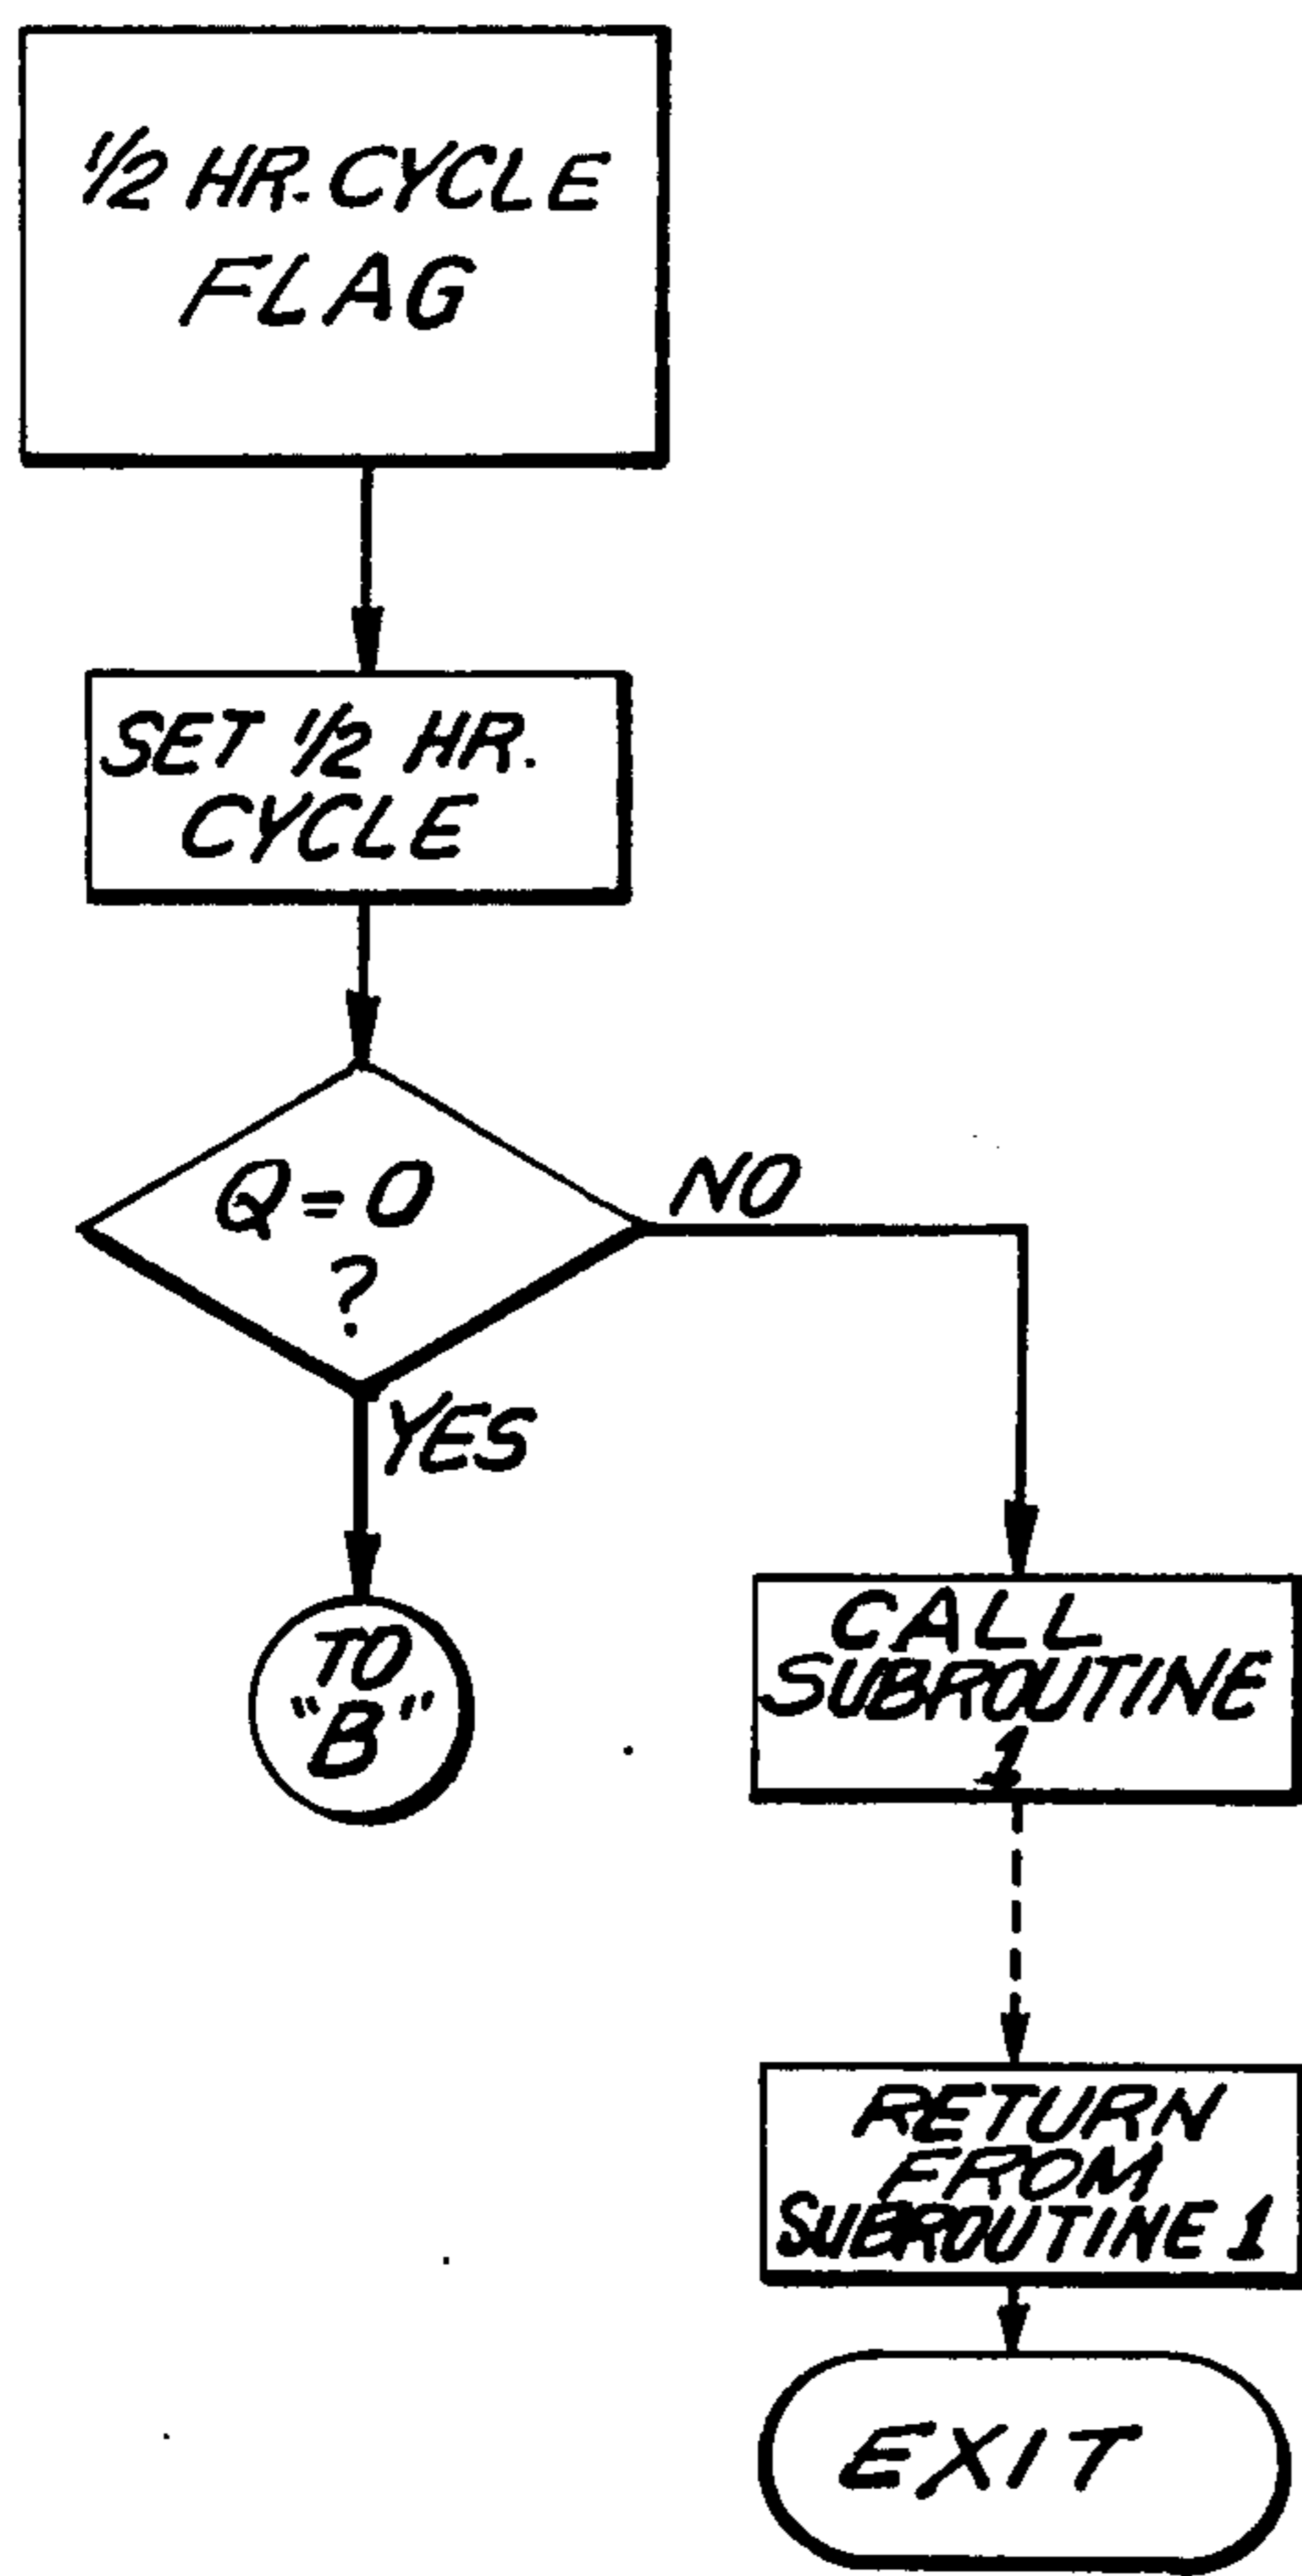 1/2 HR. CYCLE
FLAG
SET 1/2 HR.
CYCLE
Q = 0
?
NO
YES
TO
"B"
CALL
SUBROUTINE
1
RETURN
FROM
SUBROUTINE 1
EXIT